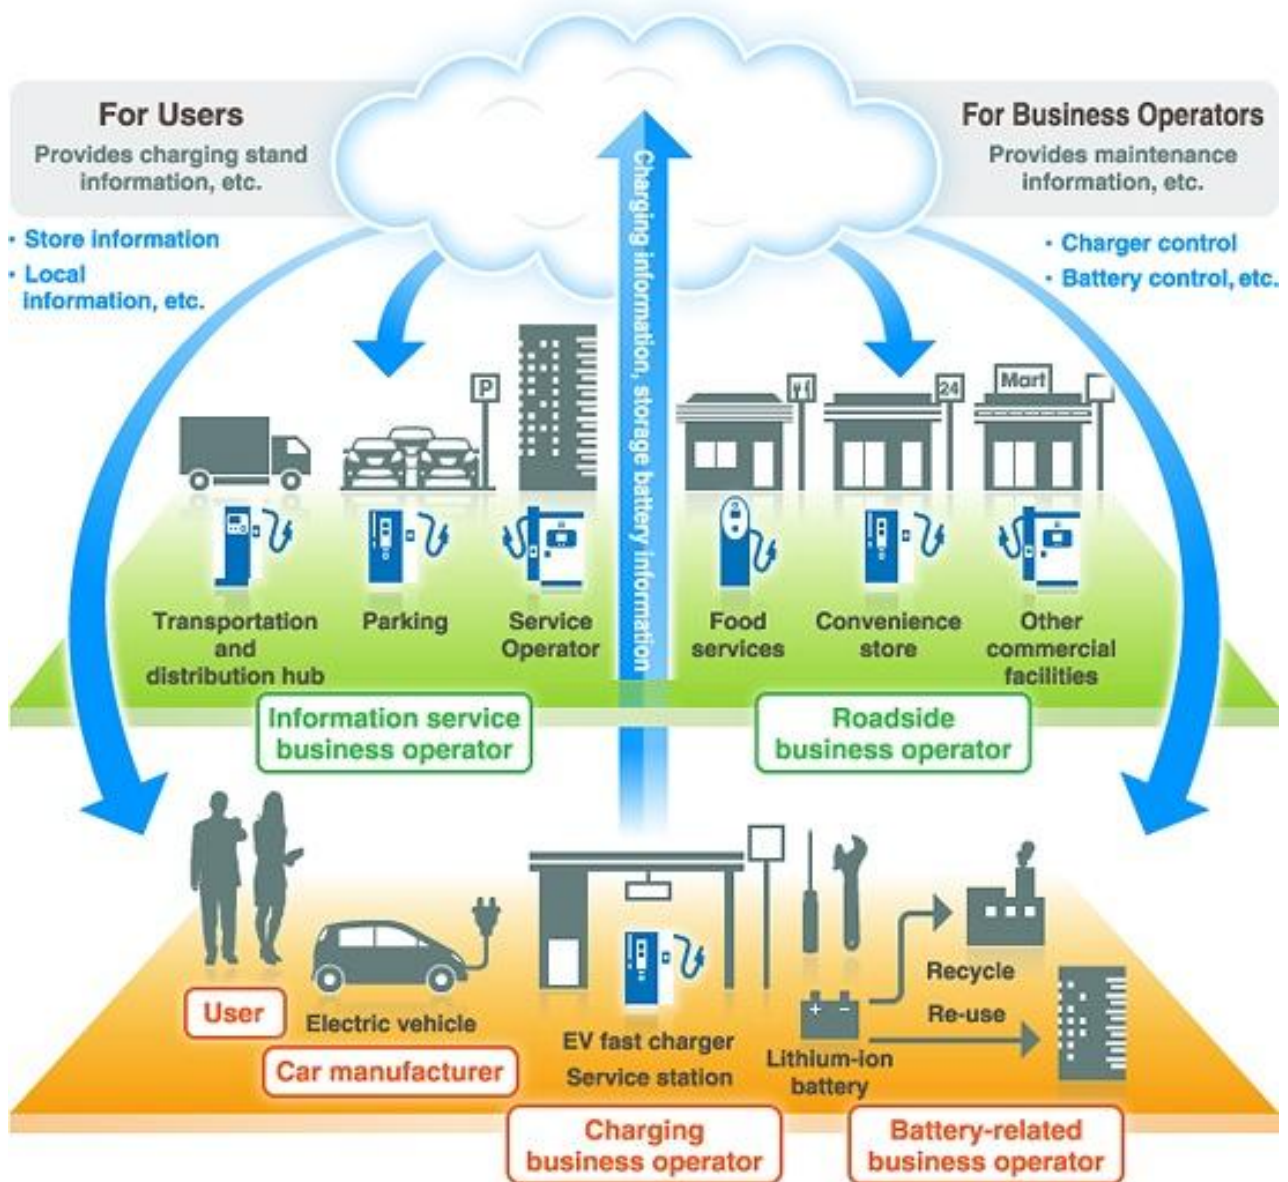 For Users
Provides charging stand
information, etc.
• Store information
• Local
information, etc.
For Business Operators
Provides maintenance
information, etc.
• Charger control
• Battery control, etc.
Charging information, storage battery information
P
24
Mart
Transportation
and
distribution hub
Parking
Service
Operator
Food
services
Convenience
store
Other
commercial
facilities
Information service
business operator
Roadside
business operator
User
Electric vehicle
Car manufacturer
EV fast charger
Service station
Charging
business operator
+ −
Lithium-ion
battery
Recycle
Re-use
Battery-related
business operator